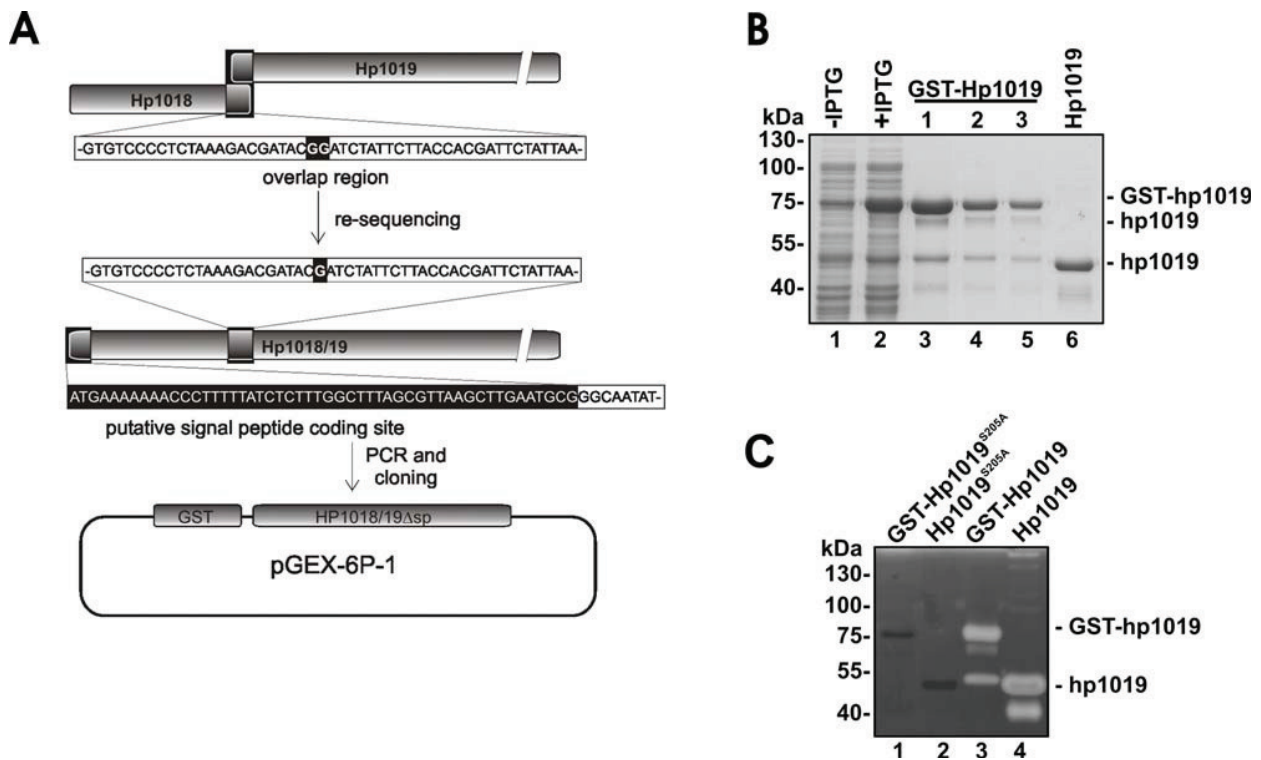 A
Hp1019
Hp1018
-GTGTCCCCTCTAAAGACGATACGGATCTATTCTTACCACGATTCTATTAA-
overlap region
re-sequencing
-GTGTCCCCTCTAAAGACGATACGATCTATTCTTACCACGATTCTATTAA-
Hp1018/19
ATGAAAAAAACCCTTTTTATCTCTTTGGCTTTAGCGTTAAGCTTGAATGCGGGCAATAT-
putative signal peptide coding site
PCR and
cloning
GST HP1018/19Δsp
pGEX-6P-1
B
-IPTG +IPTG GST-Hp1019 Hp1019
1 2 3
kDa
130-
100-
75-
55-
40-
- GST-hp1019
- hp1019
- hp1019
1 2 3 4 5 6
C
GST-Hp1019S205A
Hp1019S205A
GST-Hp1019
Hp1019
kDa
130-
100-
75-
55-
40-
- GST-hp1019
- hp1019
1 2 3 4